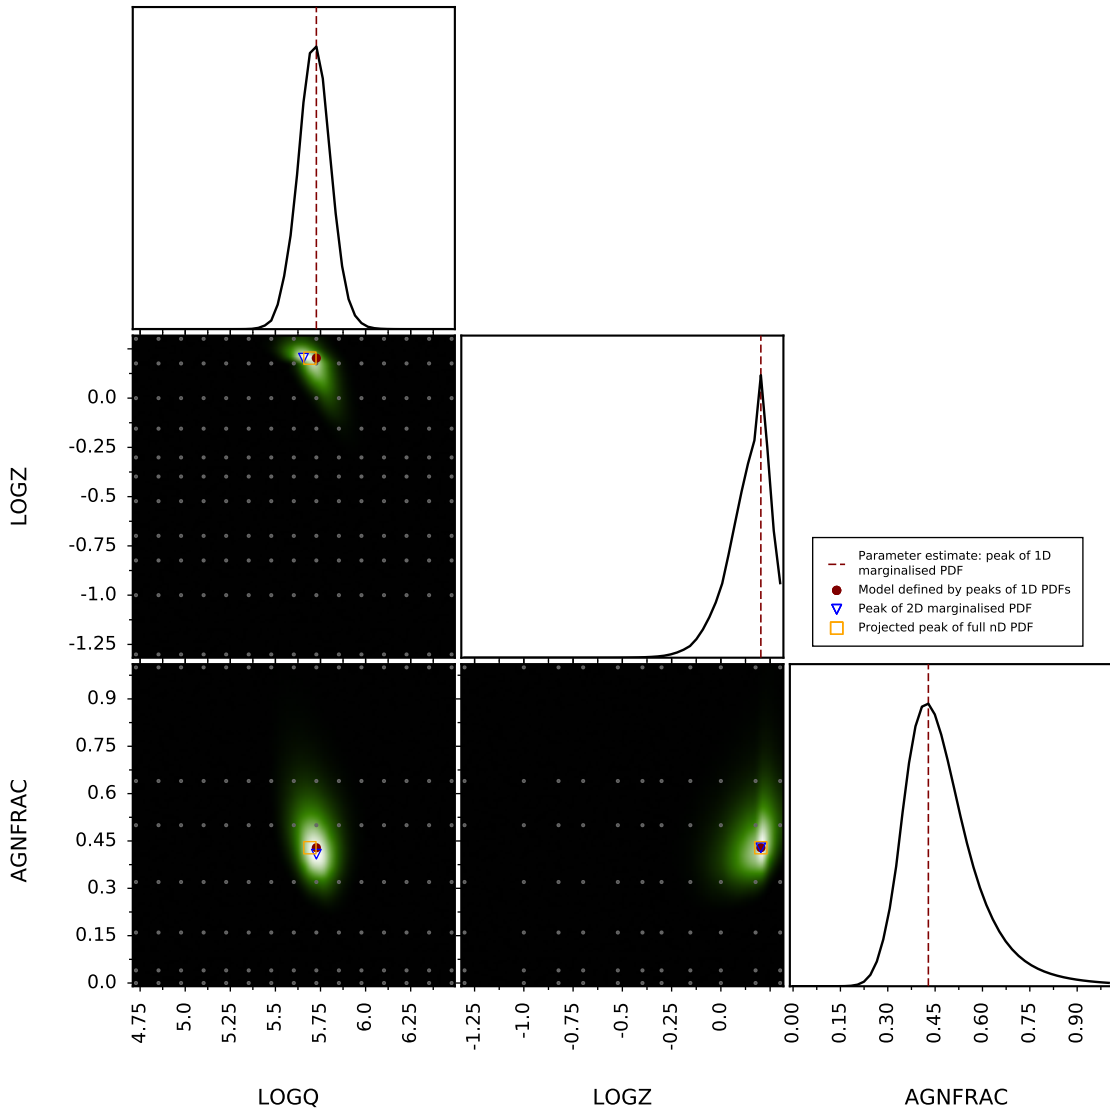 LOGZ
0.0
-0.25
-0.5
-0.75
-1.0
-1.25
Parameter estimate: peak of 1D
marginalised PDF
Model defined by peaks of 1D PDFs
Peak of 2D marginalised PDF
Projected peak of full nD PDF
AGNFRAC
0.9
0.75
0.6
0.45
0.3
0.15
0.0
4.75 5.0 5.25 5.5 5.75 6.0 6.25
-1.25 -1.0 -0.75 -0.5 -0.25 0.0
0.00 0.15 0.30 0.45 0.60 0.75 0.90
LOGQ LOGZ AGNFRAC